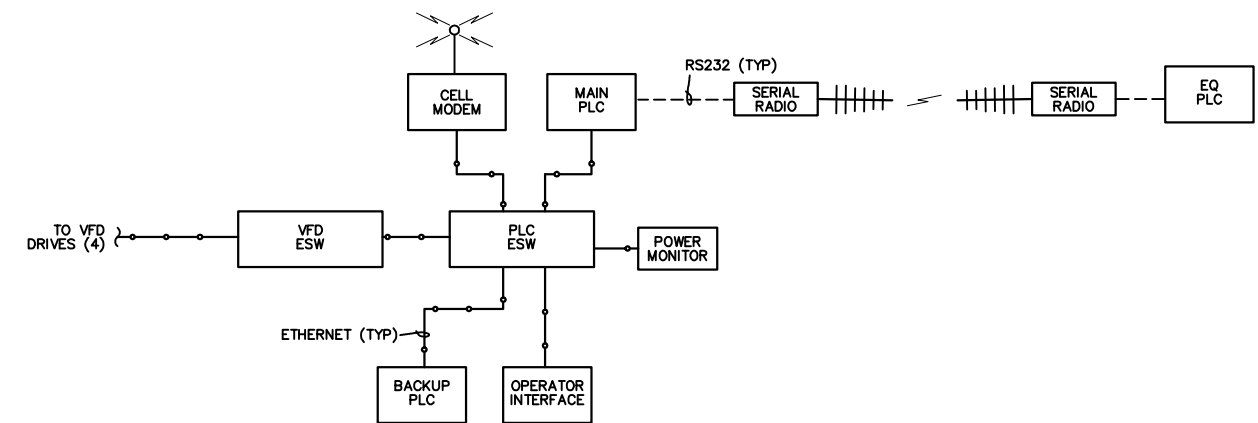 RS232 (TYP)
CELL
MODEM
MAIN
PLC
SERIAL
RADIO
SERIAL
RADIO
EQ
PLC
TO VFD
DRIVES (4)
VFD
ESW
PLC
ESW
POWER
MONITOR
ETHERNET (TYP)
BACKUP
PLC
OPERATOR
INTERFACE